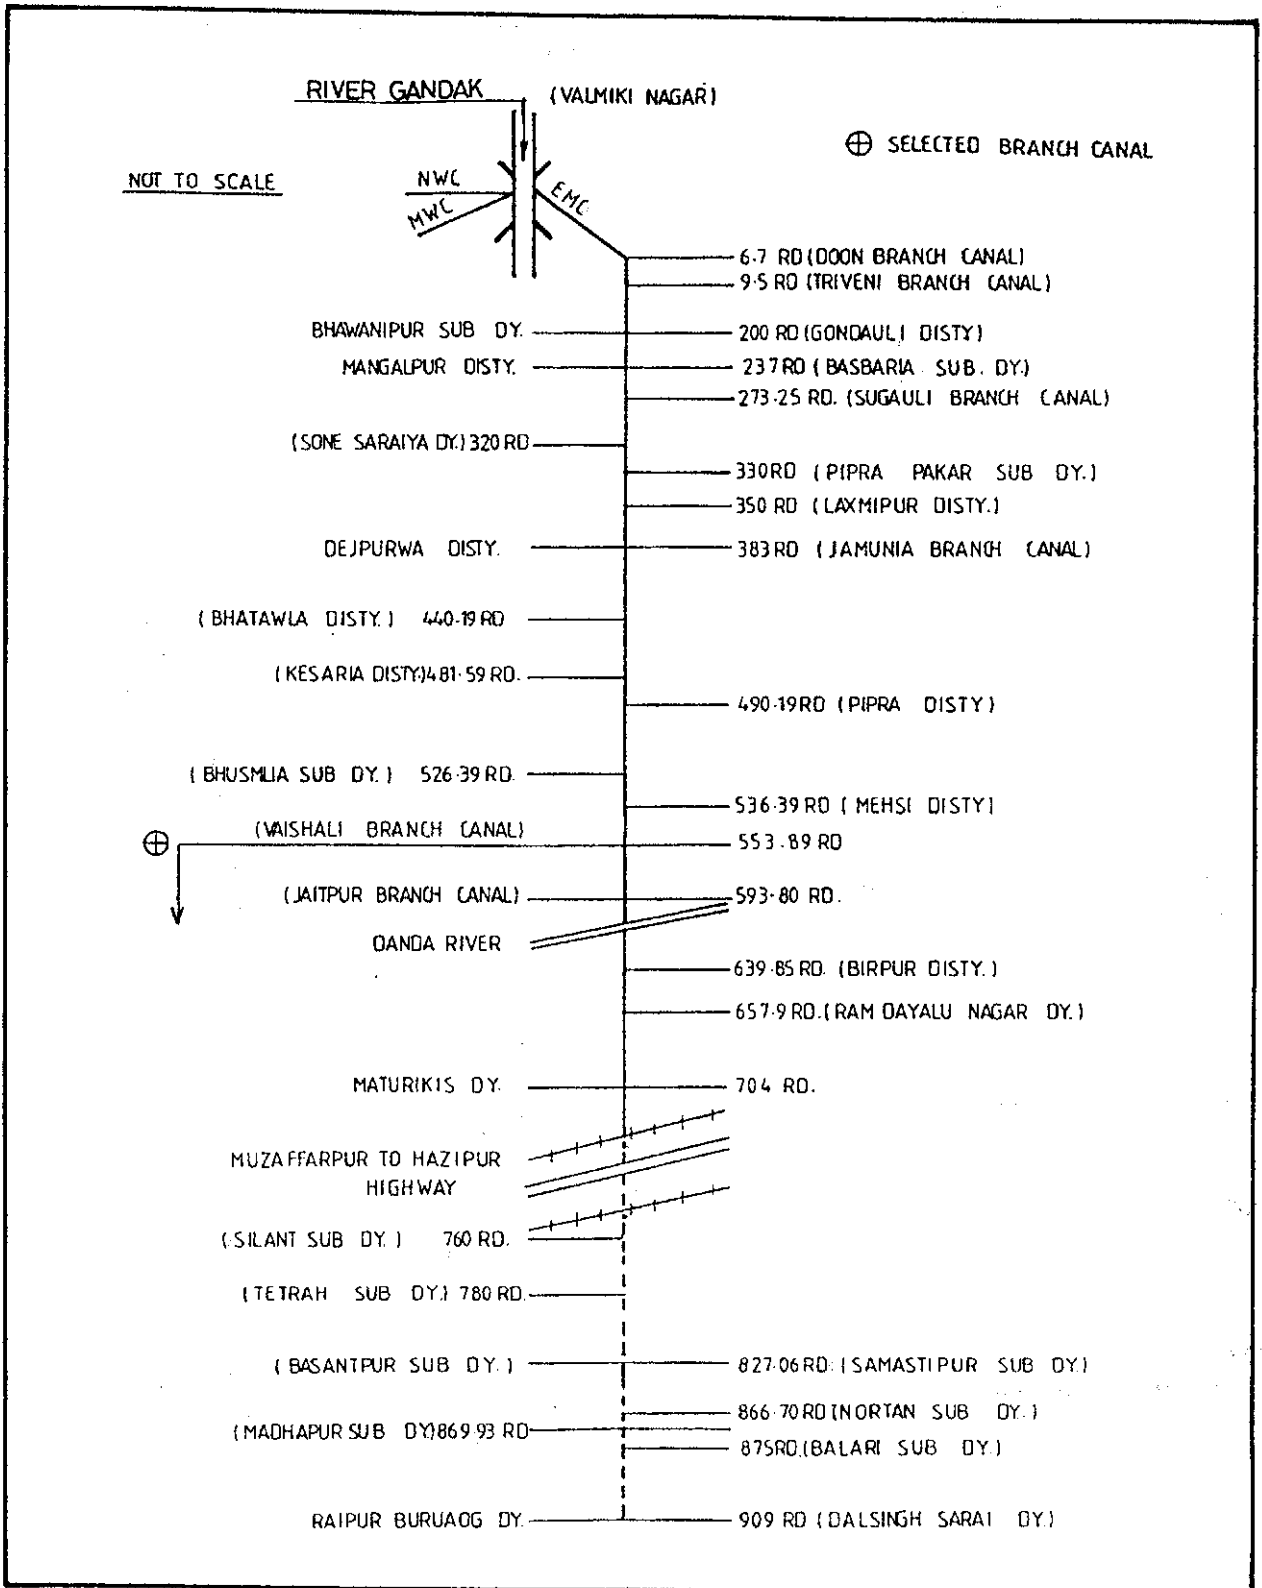 RIVER GANDAK (VALMIKI NAGAR)
⊕ SELECTED BRANCH CANAL
NOT TO SCALE
NWC
MWC
EMC
6·7 RD (DOON BRANCH CANAL)
9·5 RD (TRIVENI BRANCH CANAL)
BHAWANIPUR SUB DY. 200 RD (GONDAULI DISTY)
MANGALPUR DISTY. 237 RD (BASBARIA SUB. DY.)
273·25 RD. (SUGAULI BRANCH CANAL)
(SONE SARAIYA DY.) 320 RD
330 RD (PIPRA PAKAR SUB DY.)
350 RD (LAXMIPUR DISTY.)
DEJPURWA DISTY. 383 RD (JAMUNIA BRANCH CANAL)
(BHATAWLA DISTY.) 440·19 RD
(KESARIA DISTY.) 481·59 RD.
490·19 RD (PIPRA DISTY)
(BHUSMLIA SUB DY.) 526·39 RD.
536·39 RD (MEHSI DISTY)
(VAISHALI BRANCH CANAL) 553.89 RD
(JAITPUR BRANCH CANAL) 593·80 RD.
DANDA RIVER
639·85 RD. (BIRPUR DISTY.)
657·9 RD. (RAM DAYALU NAGAR DY.)
MATURIKIS DY. 704 RD.
MUZAFFARPUR TO HAZIPUR
HIGHWAY
(SILANT SUB DY.) 760 RD.
(TETRAH SUB DY.) 780 RD.
(BASANTPUR SUB DY.) 827·06 RD. (SAMASTIPUR SUB DY.)
866·70 RD (NORTAN SUB DY.)
(MADHAPUR SUB DY) 869·93 RD
875 RD. (BALARI SUB DY.)
RAIPUR BURUAOG DY. 909 RD (DALSINGH SARAI DY.)